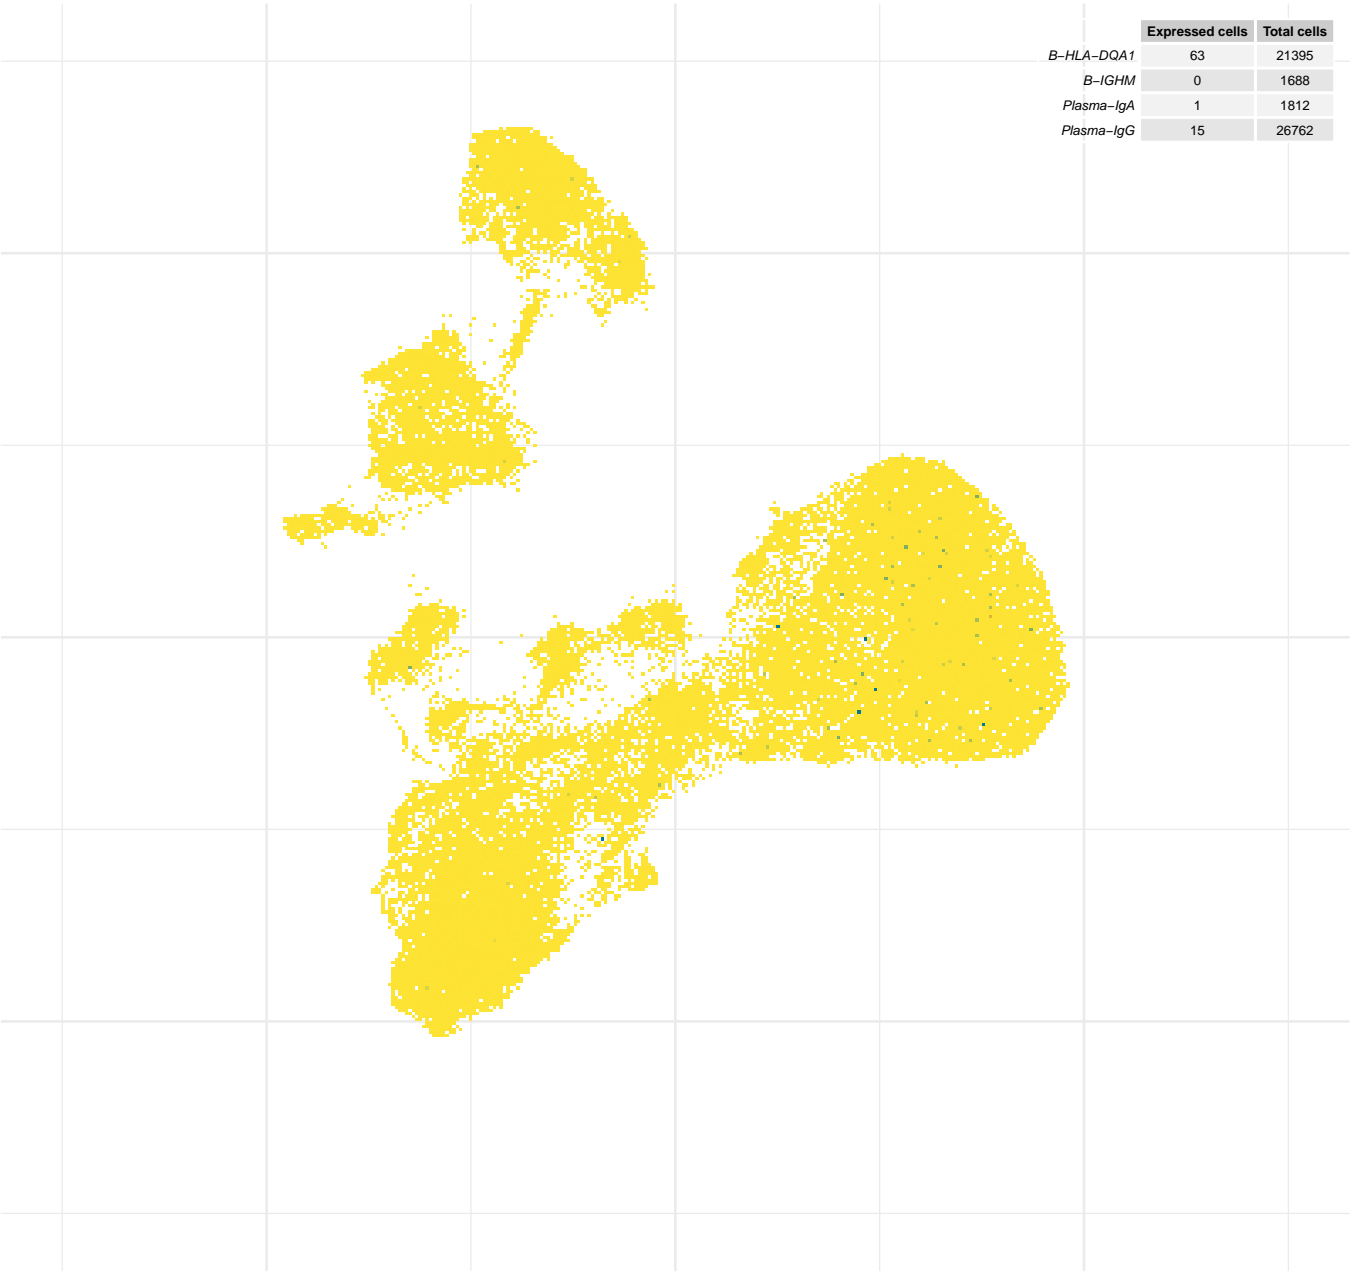 Expressed cells Total cells
B−HLA−DQA1 63 21395
B−IGHM 0 1688
Plasma−IgA 1 1812
Plasma−IgG 15 26762